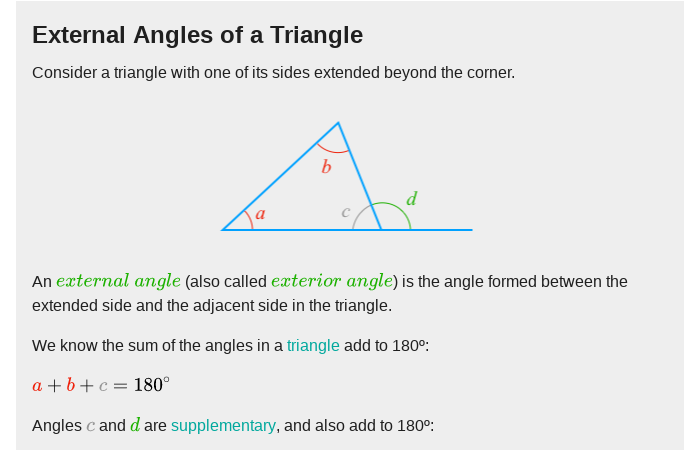 External Angles of a Triangle
Consider a triangle with one of its sides extended beyond the corner.
b
a
c
d
An external angle (also called exterior angle) is the angle formed between the
extended side and the adjacent side in the triangle.
We know the sum of the angles in a triangle add to 180º:
a + b + c = 180°
Angles c and d are supplementary, and also add to 180º: